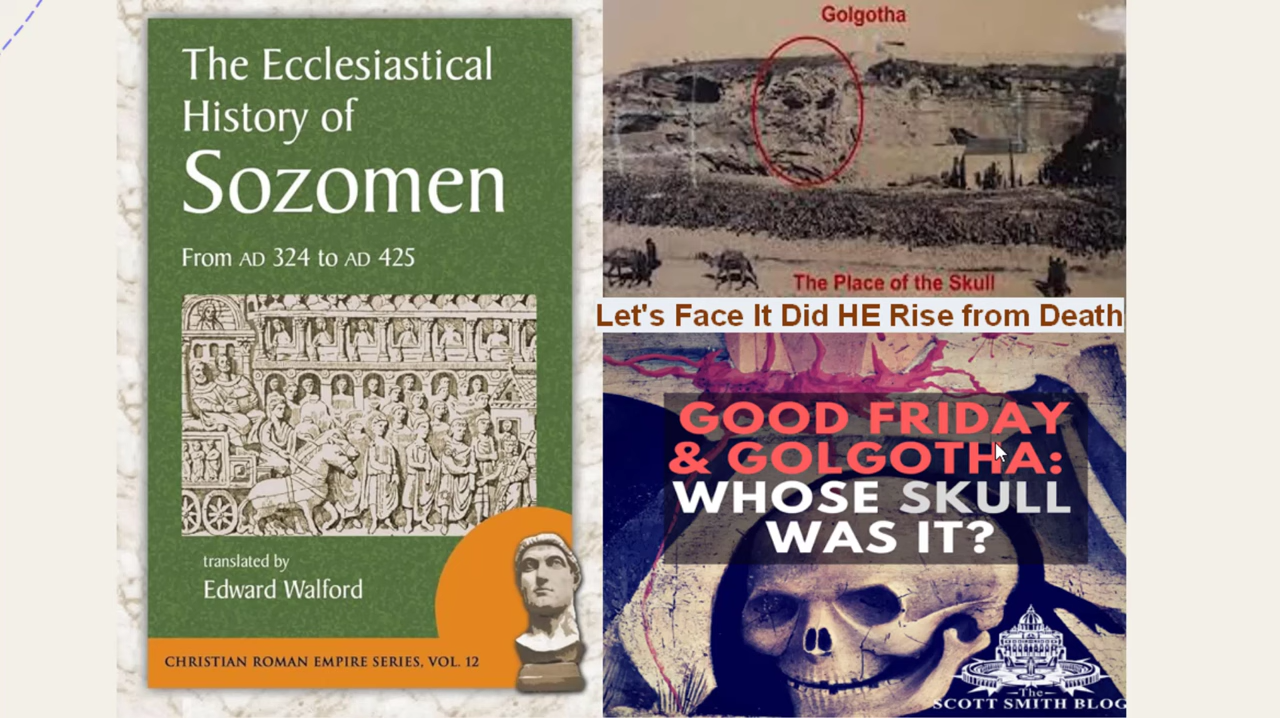 The Ecclesiastical
History of
Sozomen
From AD 324 to AD 425
translated by
Edward Walford
CHRISTIAN ROMAN EMPIRE SERIES, VOL. 12
Golgotha
The Place of the Skull
Let's Face It Did HE Rise from Death
GOOD FRIDAY
& GOLGOTHA:
WHOSE SKULL
WAS IT?
The
SCOTT SMITH BLOG